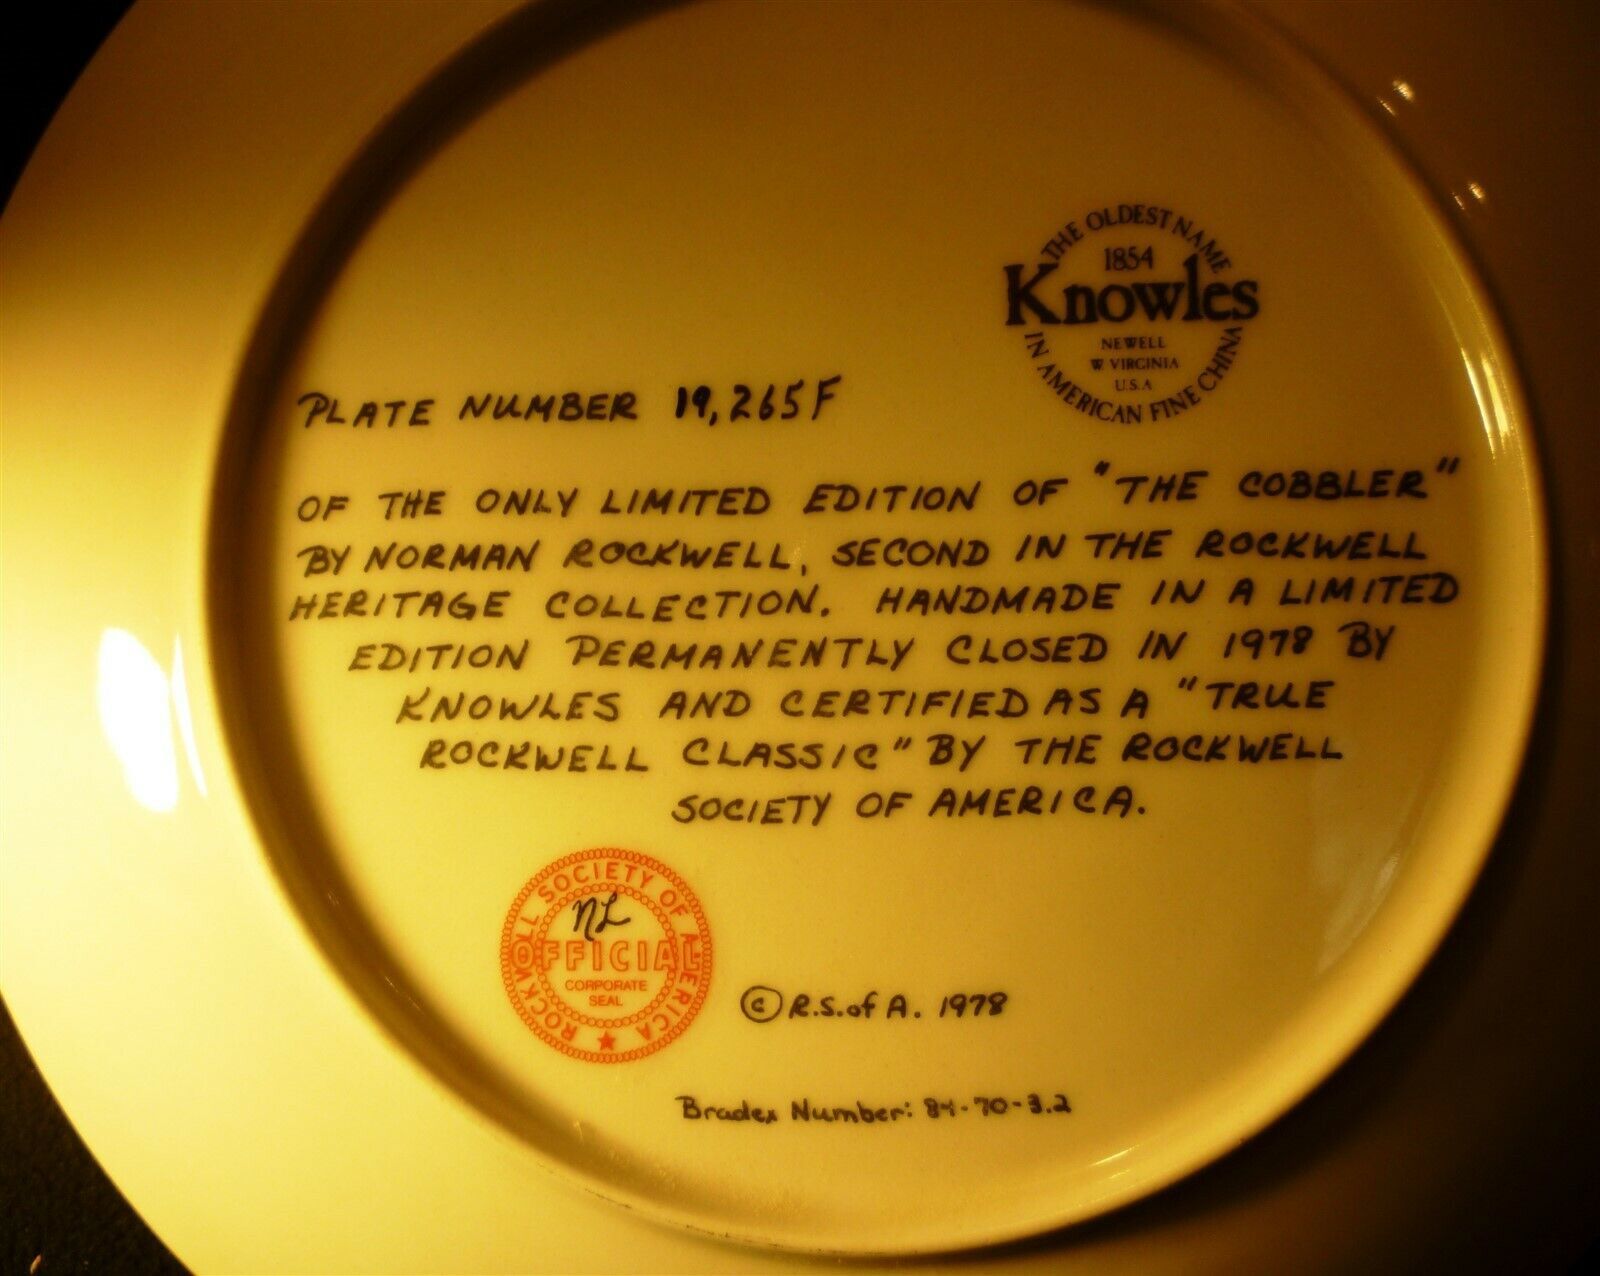 THE OLDEST NAME
1854
Knowles
NEWELL
W VIRGINIA
U.S.A
IN AMERICAN FINE CHINA
PLATE NUMBER 19,265F
OF THE ONLY LIMITED EDITION OF "THE COBBLER"
BY NORMAN ROCKWELL, SECOND IN THE ROCKWELL
HERITAGE COLLECTION. HANDMADE IN A LIMITED
EDITION PERMANENTLY CLOSED IN 1978 BY
KNOWLES AND CERTIFIED AS A "TRUE
ROCKWELL CLASSIC" BY THE ROCKWELL
SOCIETY OF AMERICA.
ROCKWELL SOCIETY OF AMERICA
NL
OFFICIAL
CORPORATE
SEAL
© R.S. of A. 1978
Bradex Number: 84-70-3.2